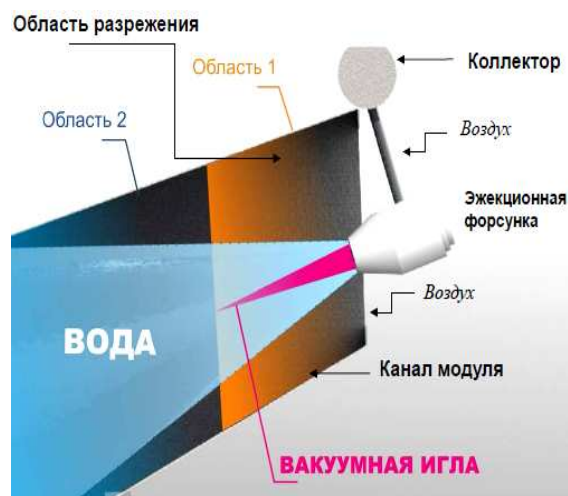 Область разрежения
Область 1
Коллектор
Область 2
Воздух
Эжекционная
форсунка
Воздух
ВОДА
Канал модуля
ВАКУУМНАЯ ИГЛА